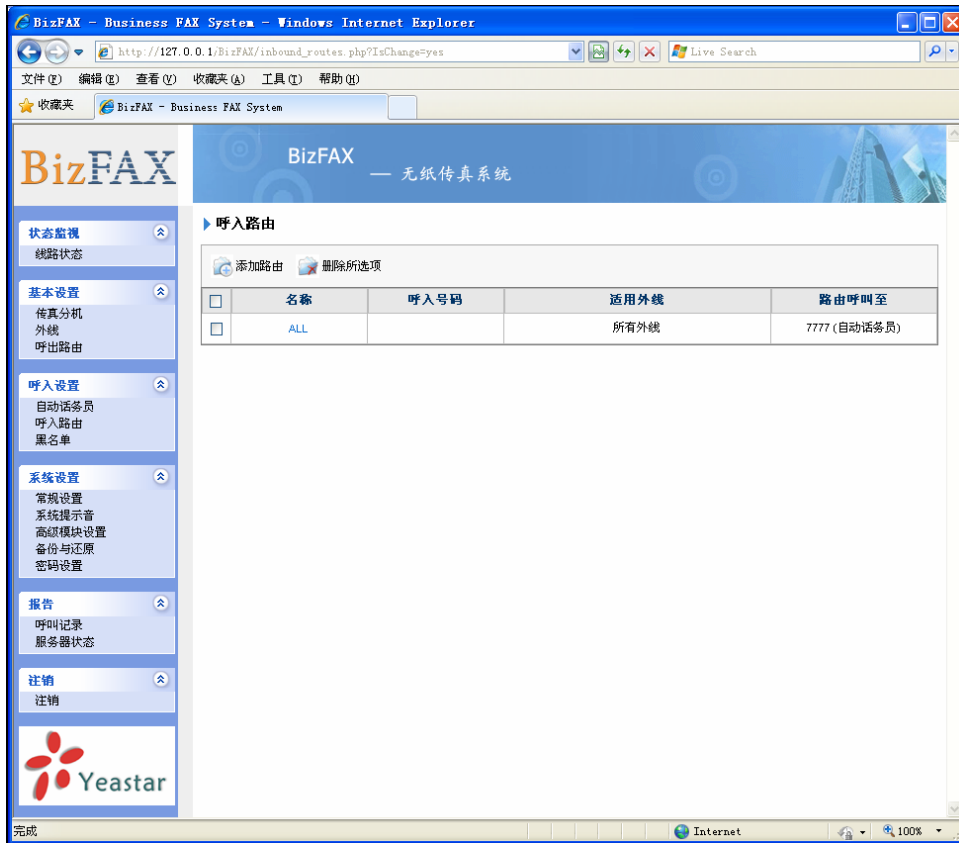 BizFAX - Business FAX System - Windows Internet Explorer
http://127.0.0.1/BizFAX/inbound_routes.php?IsChange=yes
Live Search
文件(F) 编辑(E) 查看(V) 收藏夹(A) 工具(T) 帮助(H)
收藏夹 BizFAX - Business FAX System
BizFAX
BizFAX
— 无纸传真系统
状态监视
线路状态
基本设置
传真分机
外线
呼出路由
呼入设置
自动话务员
呼入路由
黑名单
系统设置
常规设置
系统提示音
高级模块设置
备份与还原
密码设置
报告
呼叫记录
服务器状态
注销
注销
Yeastar
呼入路由
添加路由 删除所选项
名称 呼入号码 适用外线 路由呼叫至
ALL 所有外线 7777(自动话务员)
完成 Internet 100%